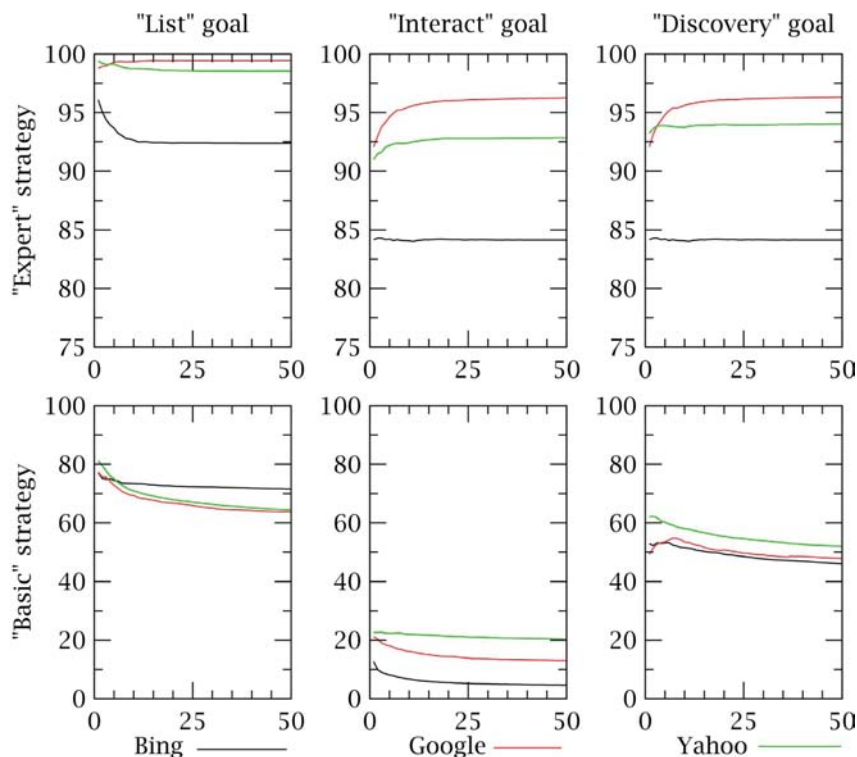 "List" goal "Interact" goal "Discovery" goal
100 100 100
95 95 95
90 90 90
85 85 85
80 80 80
75 75 75
0 25 50 0 25 50 0 25 50
"Expert" strategy
100 100 100
80 80 80
60 60 60
40 40 40
20 20 20
0 0 0
0 25 50 0 25 50 0 25 50
"Basic" strategy
Bing Google Yahoo